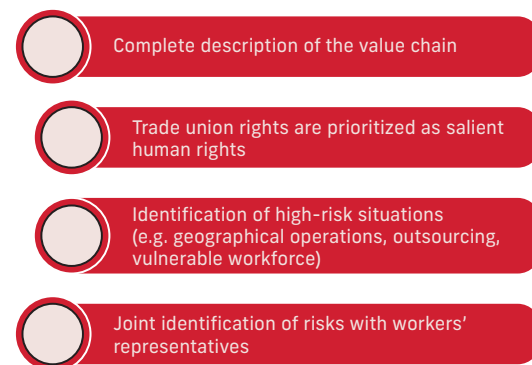 Complete description of the value chain
Trade union rights are prioritized as salient
human rights
Identification of high-risk situations
(e.g. geographical operations, outsourcing,
vulnerable workforce)
Joint identification of risks with workers’
representatives